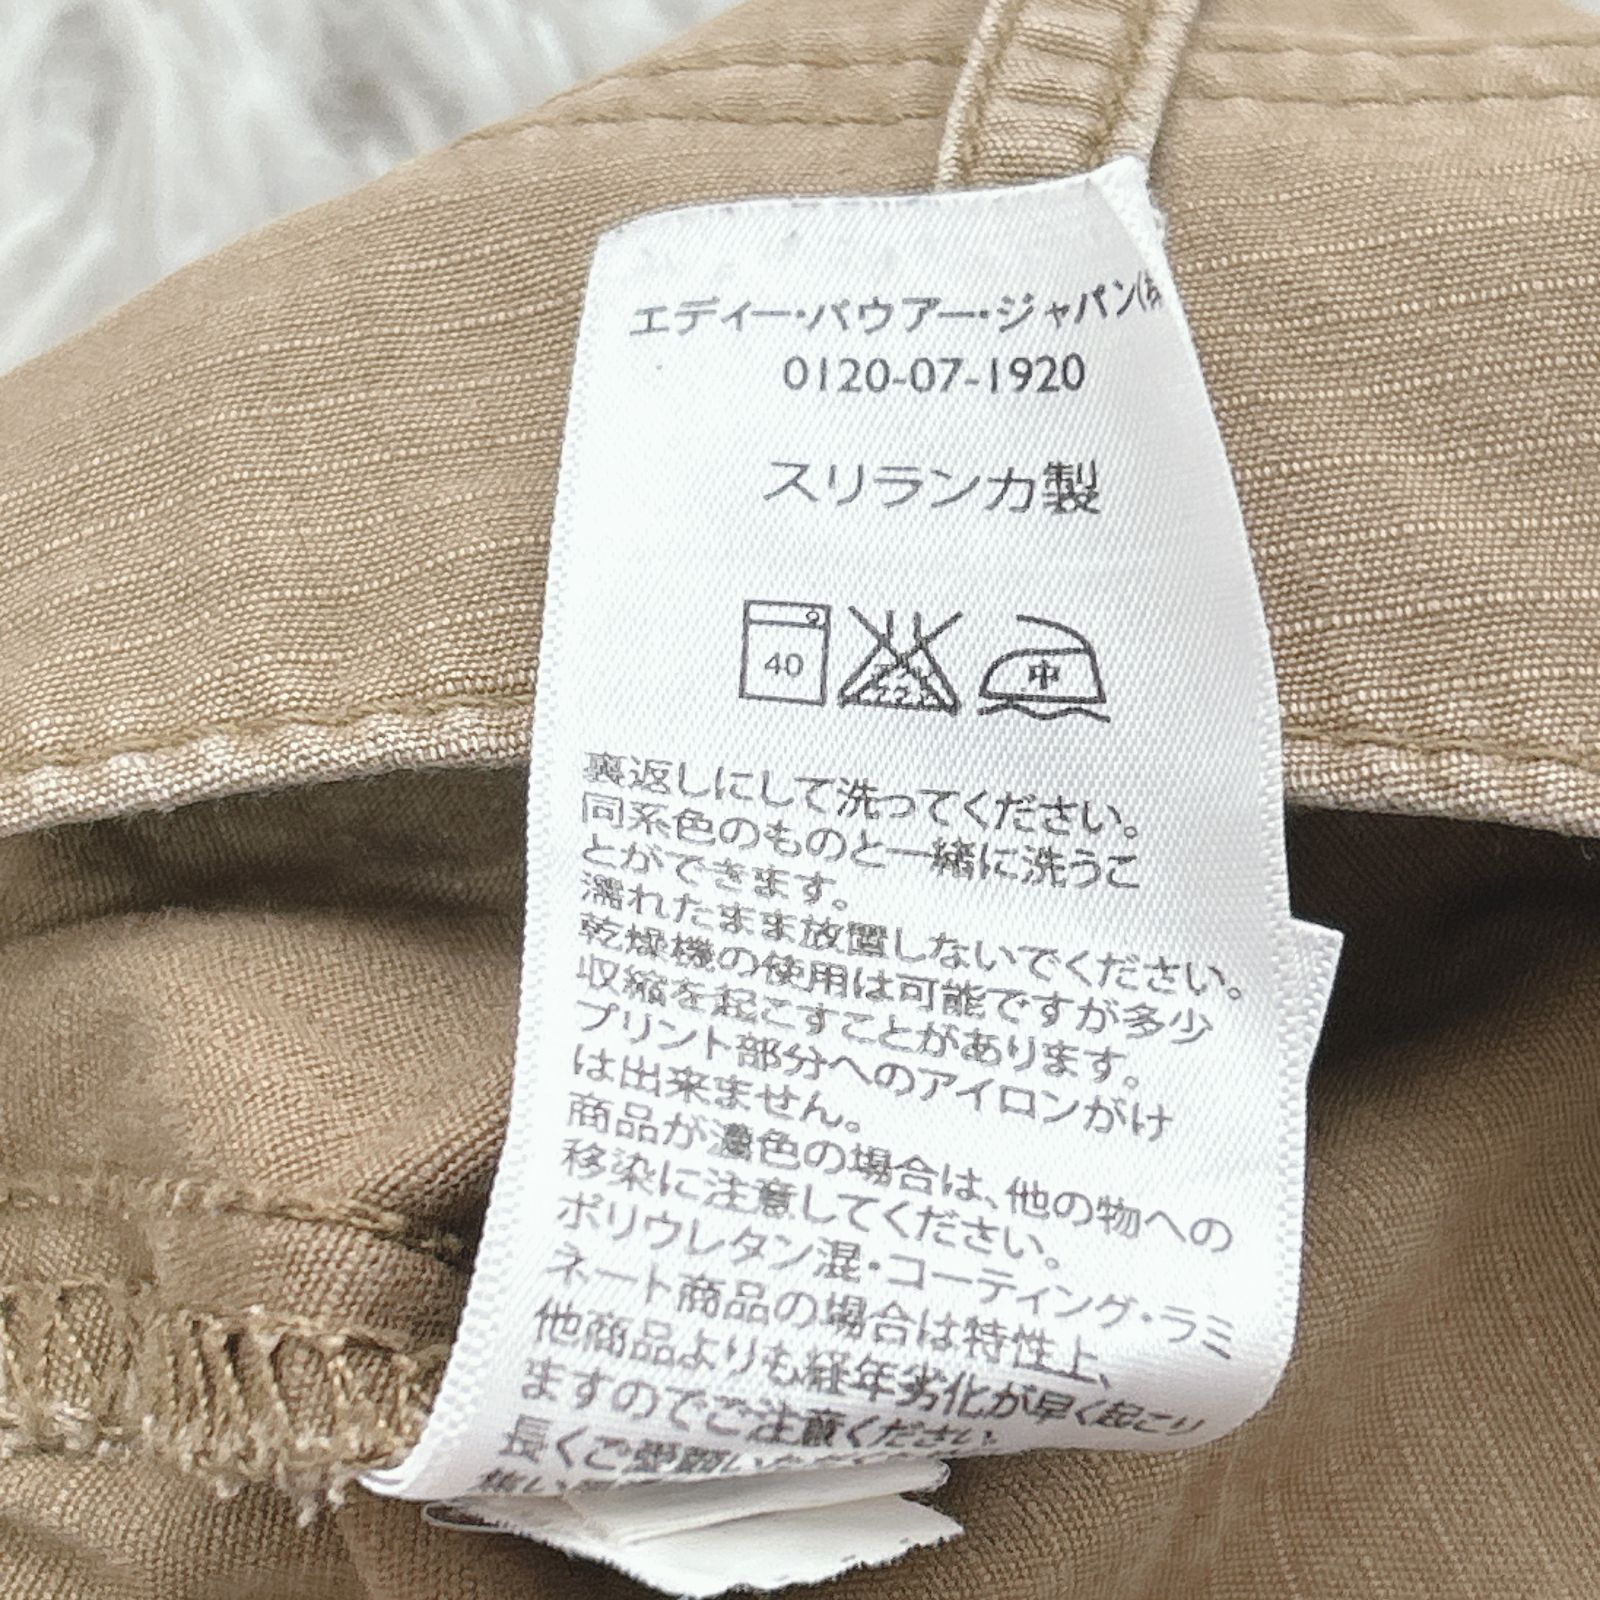 エディー・バウアー・ジャパン(株
0120-07-1920
スリランカ製
40
中
裏返しにして洗ってください。
同系色のものと一緒に洗うこ
とができます。
濡れたまま放置しないでください。
乾燥機の使用は可能ですが多少
収縮を起こすことがあります。
プリント部分へのアイロンがけ
は出来ません。
商品が濃色の場合は、他の物への
移染に注意してください。
ポリウレタン混・コーティング・ラミ
ネート商品の場合は特性上、
他商品よりも経年劣化が早く起こり
ますのでご注意ください。
長くご愛顧いただく